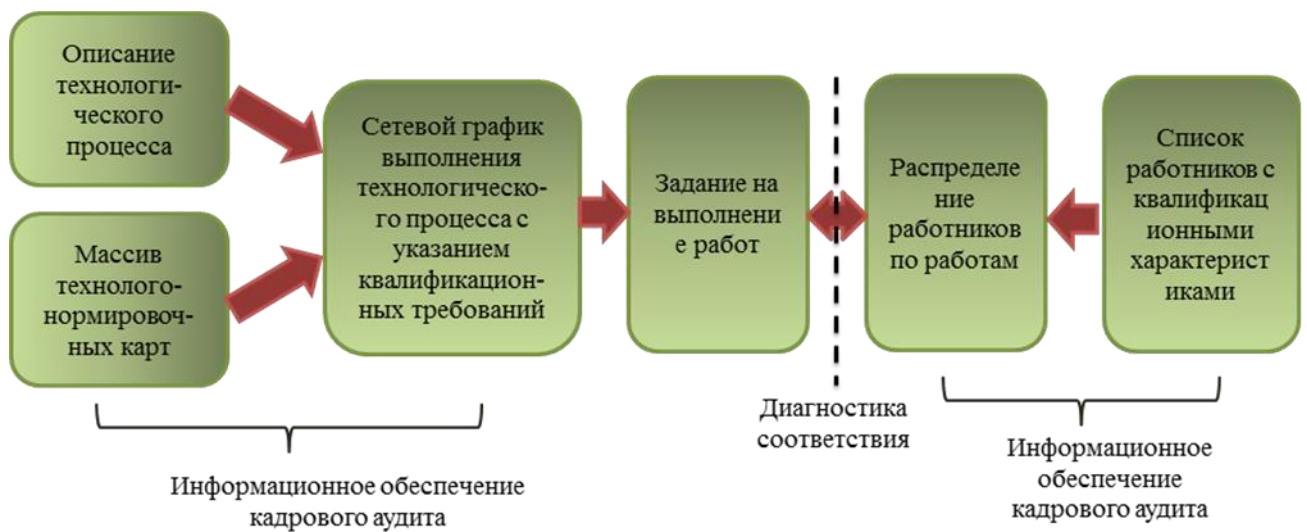 Описание
технологи-
ческого
процесса
Массив
технолого-
нормировоч-
ных карт
Сетевой график
выполнения
технологическо-
го процесса с
указанием
квалификацион-
ных требований
Задание на
выполнени
е работ
Распределе
ние
работников
по работам
Список
работников с
квалификац
ионными
характерист
иками
Диагностика
соответствия
Информационное обеспечение
кадрового аудита
Информационное
обеспечение
кадрового аудита